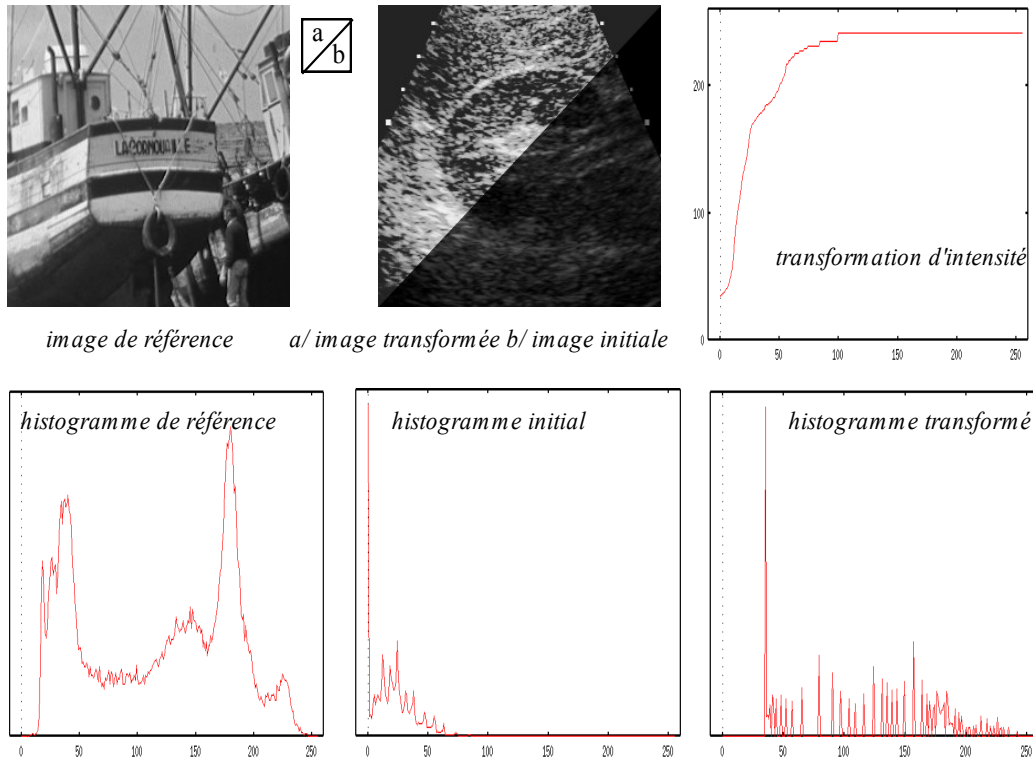 LACORNOUAILLE
a
b
200
100
0
0 50 100 150 200 250
transformation d'intensité
image de référence
a/ image transformée b/ image initiale
histogramme de référence
0 50 100 150 200 250
histogramme initial
0 50 100 150 200 250
histogramme transformé
0 50 100 150 200 250